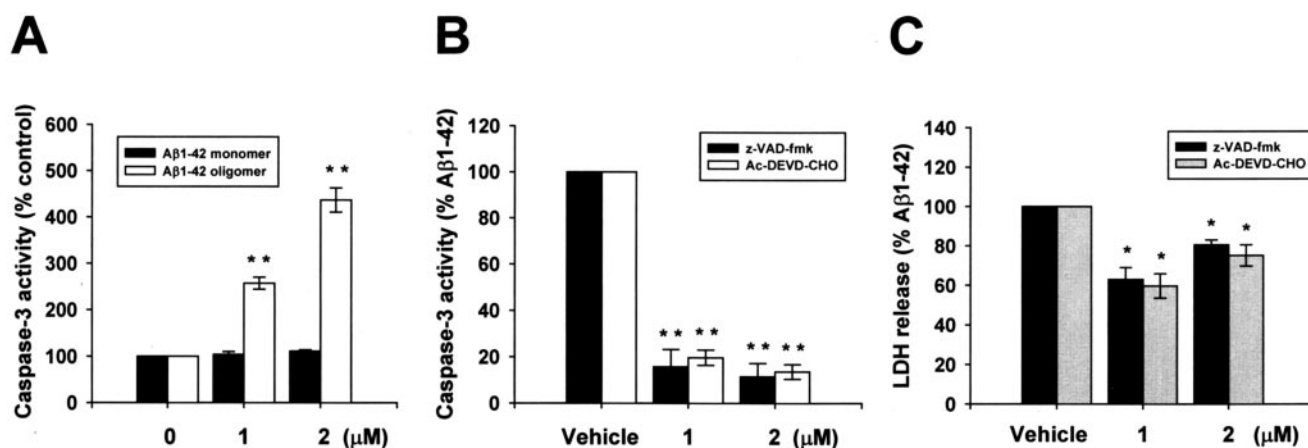 A
Caspase-3 activity (% control)
600
500
400
300
200
100
0
Aβ1-42 monomer
Aβ1-42 oligomer
* *
* *
0 1 2 (μM)
B
Caspase-3 activity (% Aβ1-42)
120
100
80
60
40
20
0
z-VAD-fmk
Ac-DEVD-CHO
* * * *
* * * *
Vehicle 1 2 (μM)
C
LDH release (% Aβ1-42)
140
120
100
80
60
40
20
0
z-VAD-fmk
Ac-DEVD-CHO
* *
* *
Vehicle 1 2 (μM)